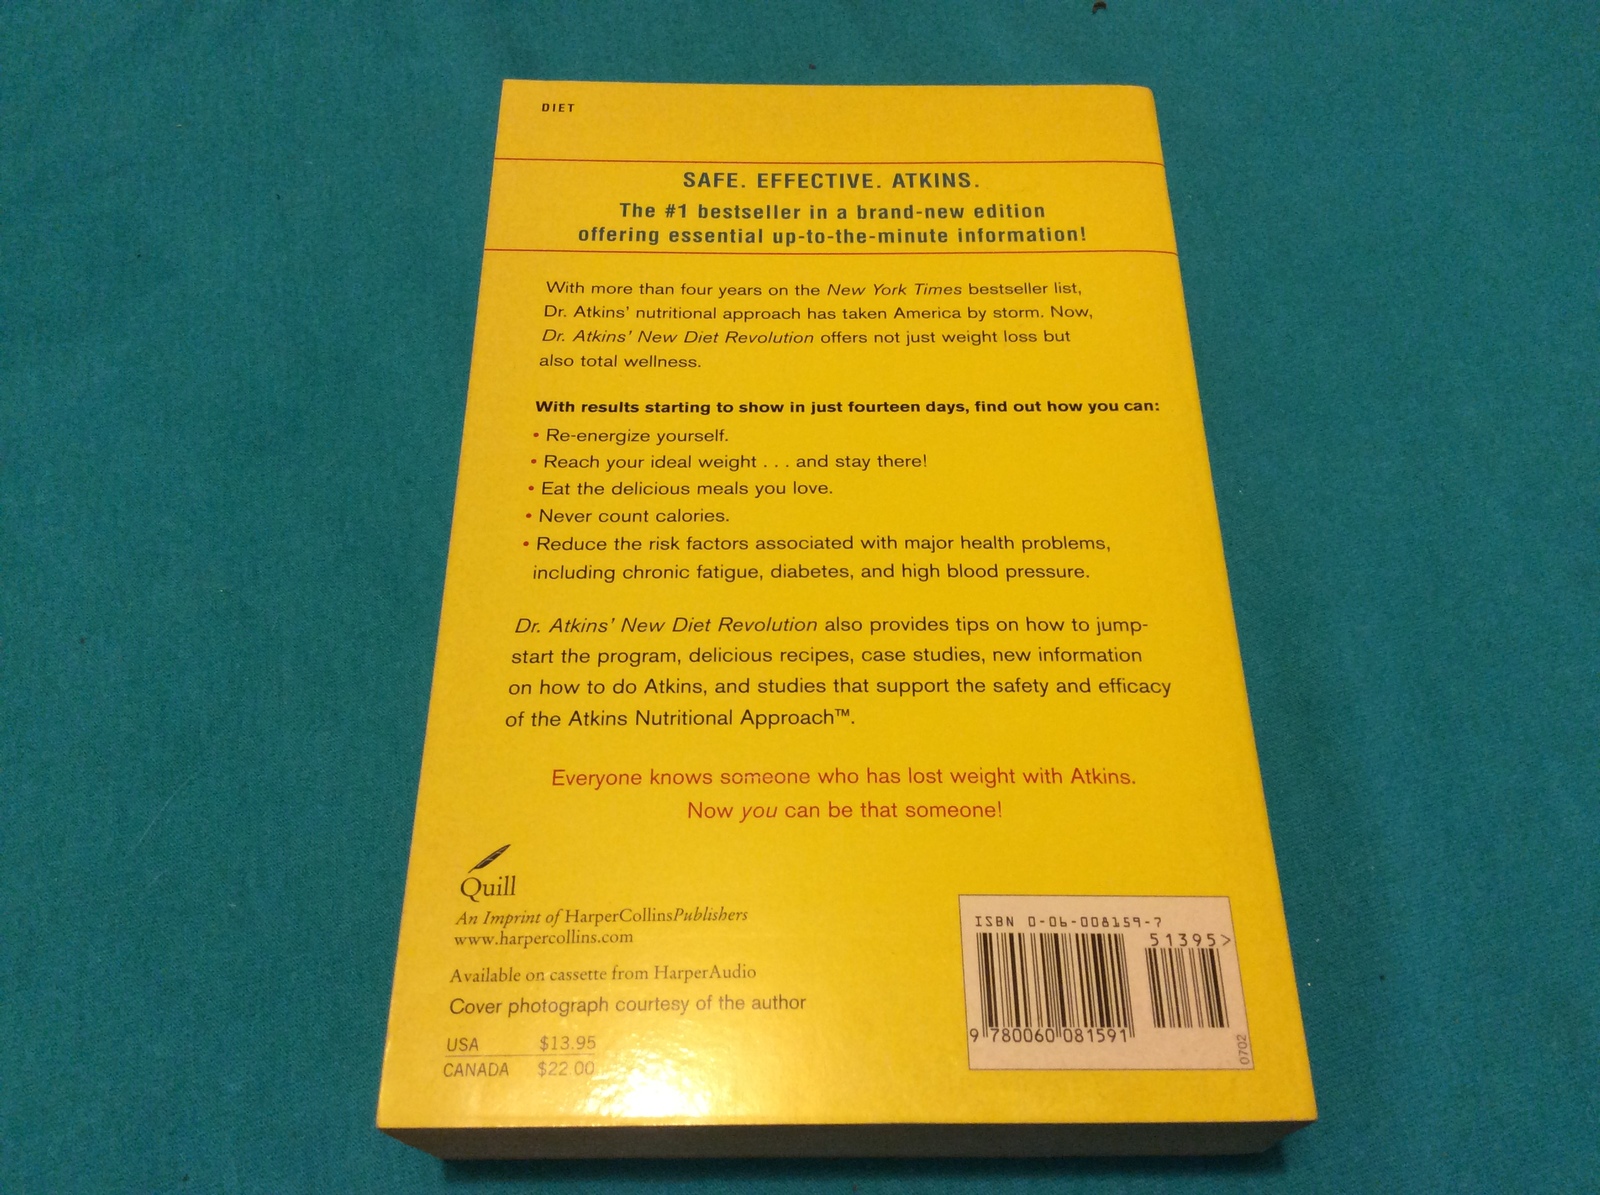 DIET
SAFE. EFFECTIVE. ATKINS.
The #1 bestseller in a brand-new edition
offering essential up-to-the-minute information!
With more than four years on the New York Times bestseller list,
Dr. Atkins' nutritional approach has taken America by storm. Now,
Dr. Atkins' New Diet Revolution offers not just weight loss but
also total wellness.
With results starting to show in just fourteen days, find out how you can:
• Re-energize yourself.
• Reach your ideal weight . . . and stay there!
• Eat the delicious meals you love.
• Never count calories.
• Reduce the risk factors associated with major health problems,
including chronic fatigue, diabetes, and high blood pressure.
Dr. Atkins' New Diet Revolution also provides tips on how to jump-
start the program, delicious recipes, case studies, new information
on how to do Atkins, and studies that support the safety and efficacy
of the Atkins Nutritional Approach™.
Everyone knows someone who has lost weight with Atkins.
Now you can be that someone!
Quill
An Imprint of HarperCollinsPublishers
www.harpercollins.com
Available on cassette from HarperAudio
Cover photograph courtesy of the author
USA $13.95
CANADA $22.00
ISBN 0-06-008159-7
51395>
9 780060 081591
0702